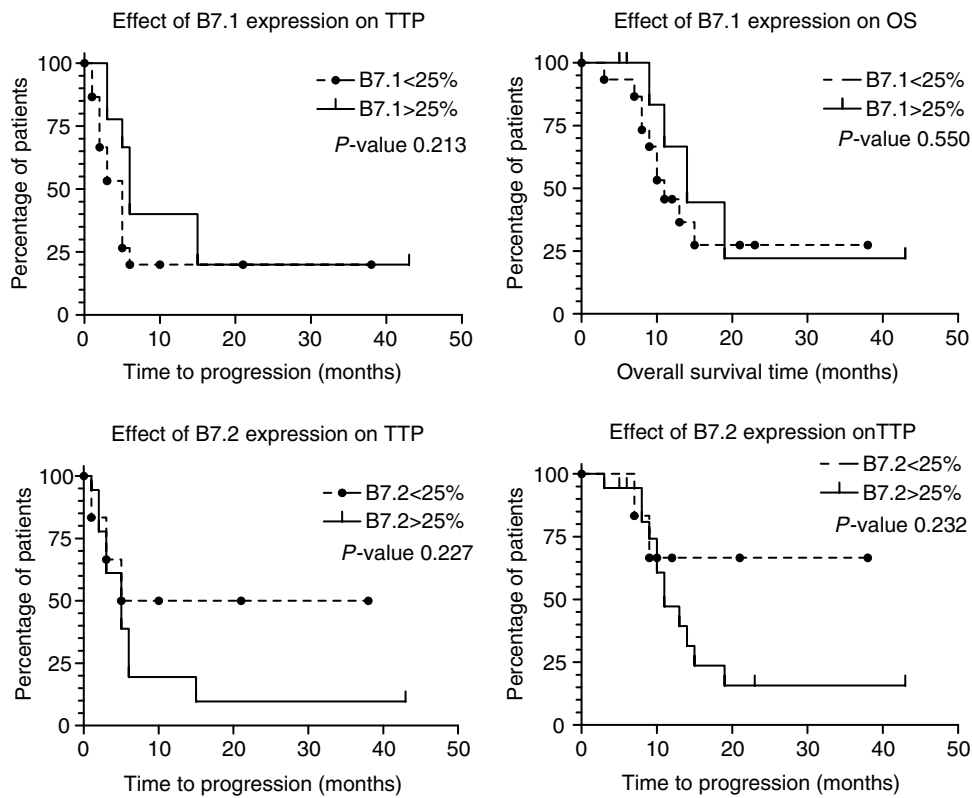 Effect of B7.1 expression on TTP
100
75
50
25
0
Percentage of patients
B7.1<25%
B7.1>25%
P-value 0.213
0 10 20 30 40 50
Time to progression (months)
Effect of B7.1 expression on OS
100
75
50
25
0
Percentage of patients
B7.1<25%
B7.1>25%
P-value 0.550
0 10 20 30 40 50
Overall survival time (months)
Effect of B7.2 expression on TTP
100
75
50
25
0
Percentage of patients
B7.2<25%
B7.2>25%
P-value 0.227
0 10 20 30 40 50
Time to progression (months)
Effect of B7.2 expression onTTP
100
75
50
25
0
Percentage of patients
B7.2<25%
B7.2>25%
P-value 0.232
0 10 20 30 40 50
Time to progression (months)